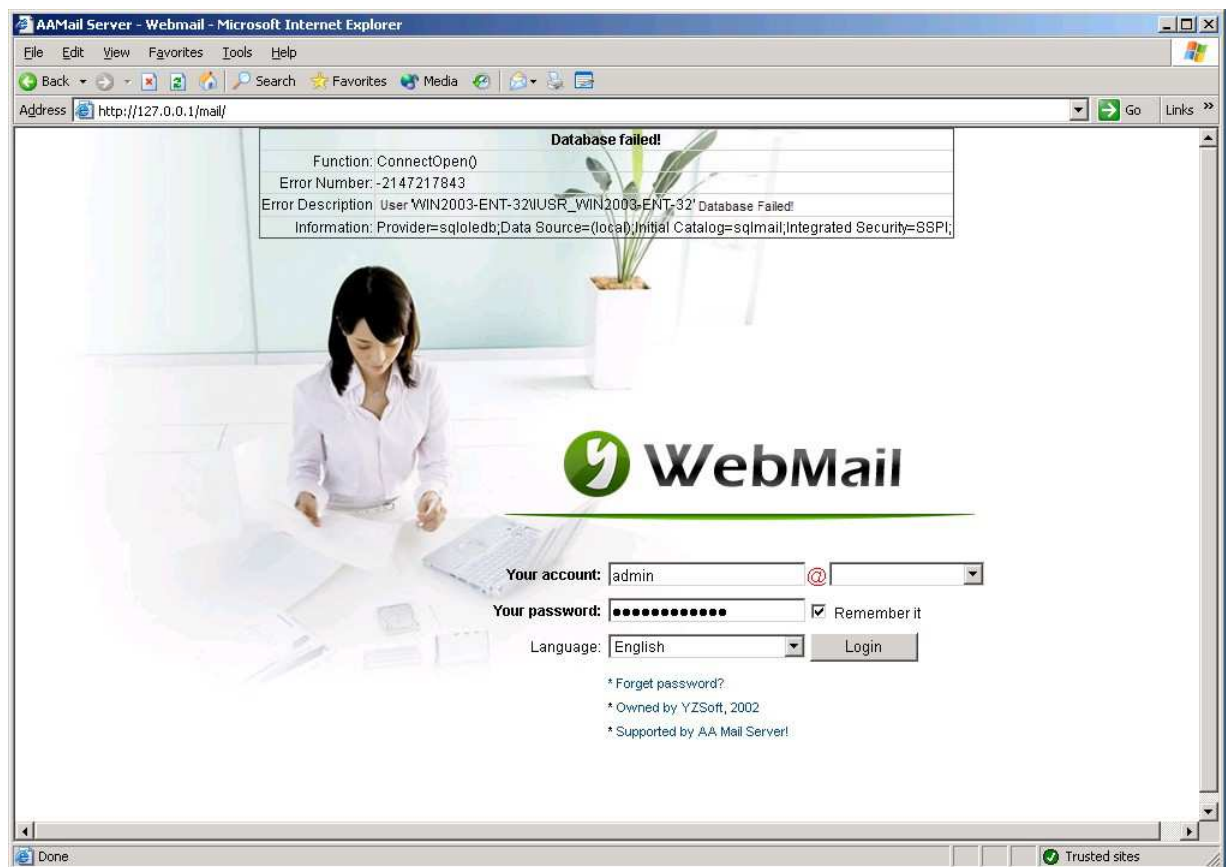 AAMail Server - Webmail - Microsoft Internet Explorer
File Edit View Favorites Tools Help
Back Search Favorites Media
Address http://127.0.0.1/mail/ Go Links »
Database failed!
Function: ConnectOpen()
Error Number: -2147217843
Error Description User 'WIN2003-ENT-32\IUSR_WIN2003-ENT-32' Database Failed!
Information: Provider=sqloledb;Data Source=(local);Initial Catalog=sqlmail;Integrated Security=SSPI;
WebMail
Your account: admin @
Your password: ●●●●●●●●●●●● Remember it
Language: English Login
* Forget password?
* Owned by YZSoft, 2002
* Supported by AA Mail Server!
Done Trusted sites